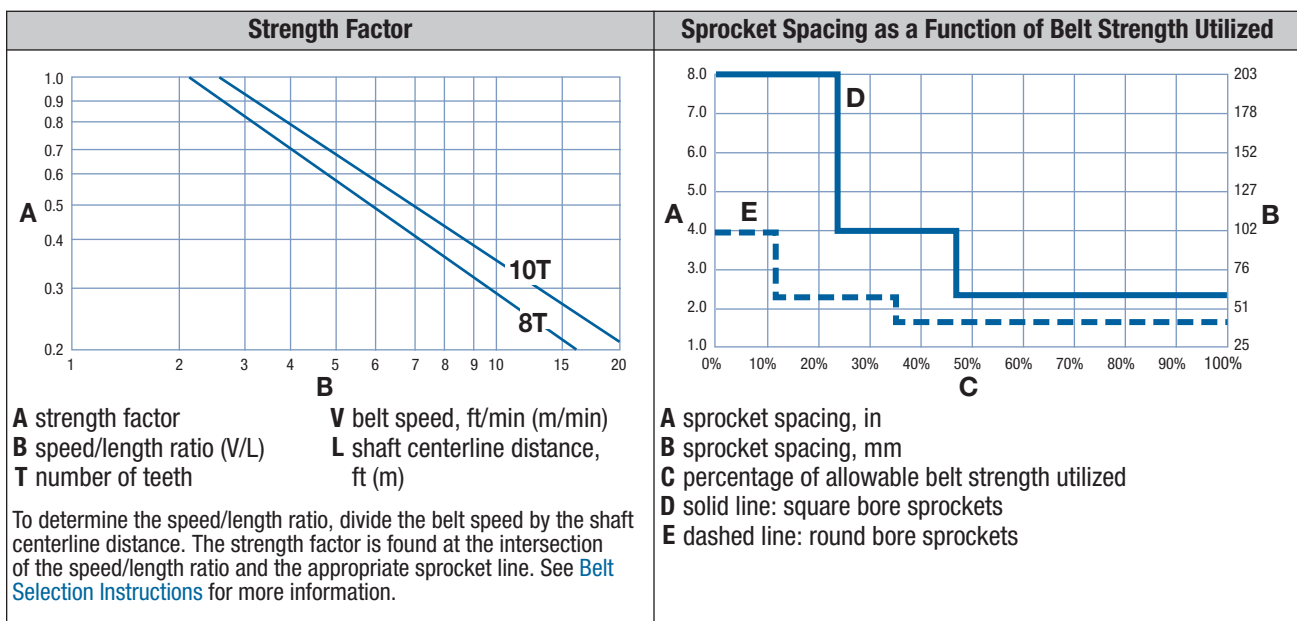 Strength Factor
1.0
0.9
0.8
0.7
0.6
0.5
0.4
0.3
0.2
A
10T
8T
1 2 3 4 5 6 7 8 9 10 15 20
B
A strength factor
B speed/length ratio (V/L)
T number of teeth
V belt speed, ft/min (m/min)
L shaft centerline distance,
ft (m)
To determine the speed/length ratio, divide the belt speed by the shaft
centerline distance. The strength factor is found at the intersection
of the speed/length ratio and the appropriate sprocket line. See Belt
Selection Instructions for more information.
Sprocket Spacing as a Function of Belt Strength Utilized
8.0
7.0
6.0
5.0
4.0
3.0
2.0
1.0
A
D
E
203
178
152
127
102
76
51
25
B
0% 10% 20% 30% 40% 50% 60% 70% 80% 90% 100%
C
A sprocket spacing, in
B sprocket spacing, mm
C percentage of allowable belt strength utilized
D solid line: square bore sprockets
E dashed line: round bore sprockets